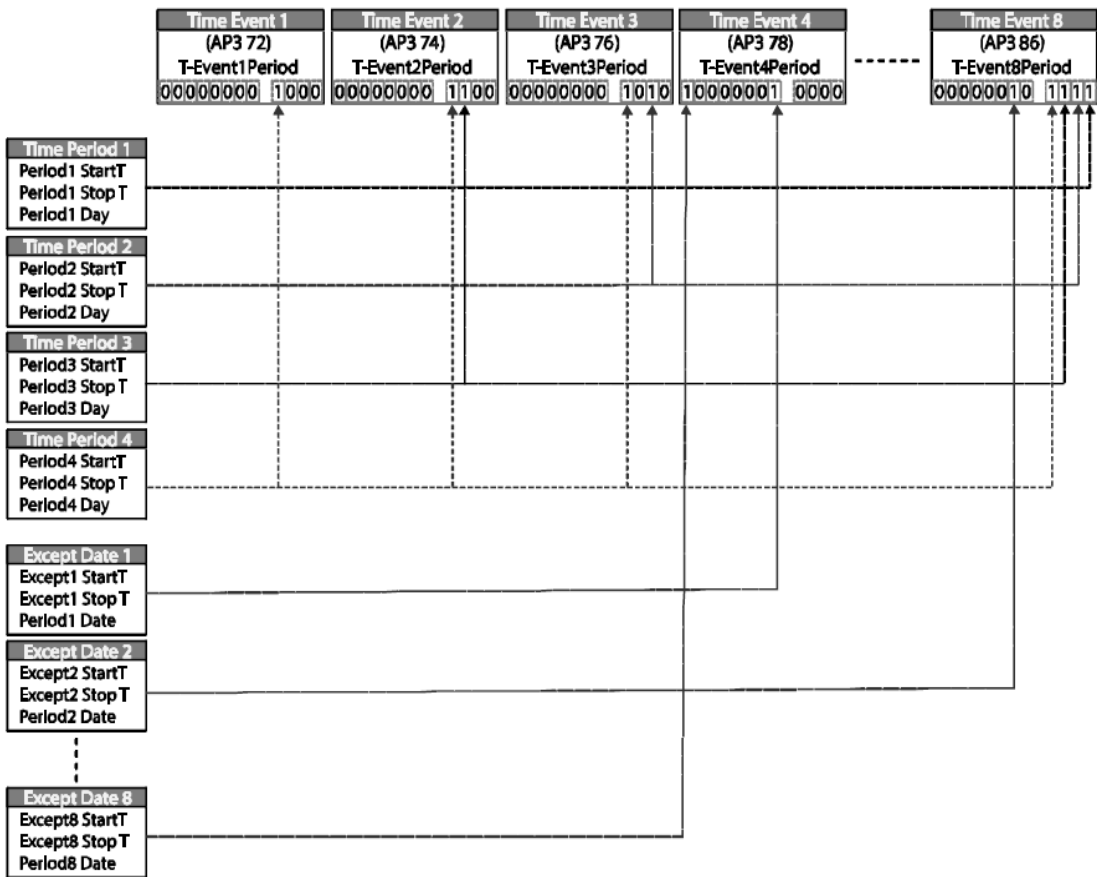 Time Event 1
(AP3 72)
T-Event1Period
00000000 1000
Time Event 2
(AP3 74)
T-Event2Period
00000000 1100
Time Event 3
(AP3 76)
T-Event3Period
00000000 1010
Time Event 4
(AP3 78)
T-Event4Period
10000001 0000
Time Event 8
(AP3 86)
T-Event8Period
00000010 1111
Time Period 1
Period1 StartT
Period1 Stop T
Period1 Day
Time Period 2
Period2 StartT
Period2 Stop T
Period2 Day
Time Period 3
Period3 StartT
Period3 Stop T
Period3 Day
Time Period 4
Period4 StartT
Period4 Stop T
Period4 Day
Except Date 1
Except1 StartT
Except1 Stop T
Period1 Date
Except Date 2
Except2 StartT
Except2 Stop T
Period2 Date
Except Date 8
Except8 StartT
Except8 Stop T
Period8 Date